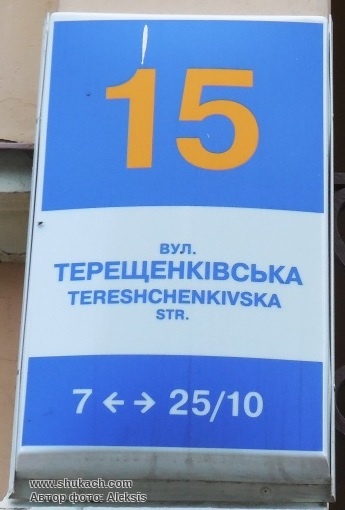 15
ВУЛ.
ТЕРЕЩЕНКІВСЬКА
TERESHCHENKIVSKA
STR.
7 ←→ 25/10
www.shukach.com
Автор фото: Aleksis